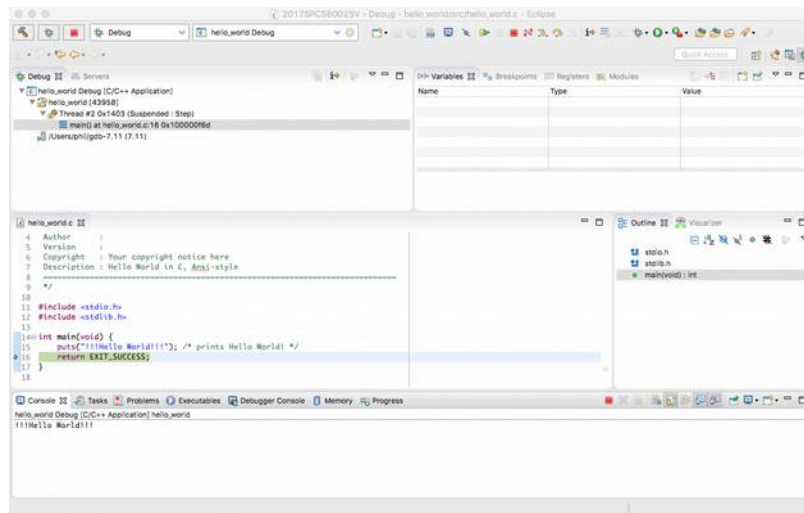 2017SPCSB0025V - Debug - hello_world/src/hello_world.c - Eclipse
Debug
hello_world Debug
Quick Access
Debug
Servers
hello_world Debug [C/C++ Application]
hello_world [43958]
Thread #2 0x1403 (Suspended : Step)
main() at hello_world.c:16 0x100000f6d
/Users/phil/gdb-7.11 (7.11)
(x)= Variables
Breakpoints
Registers
Modules
Name Type Value
hello_world.c
4 Author :
5 Version :
6 Copyright : Your copyright notice here
7 Description : Hello World in C, Ansi-style
8
9 */
10
11 #include <stdio.h>
12 #include <stdlib.h>
13
14 int main(void) {
15 puts("!!!Hello World!!!"); /* prints Hello World! */
16 return EXIT_SUCCESS;
17 }
18
Outline
Visualizer
stdio.h
stdlib.h
main(void) : int
Console
Tasks
Problems
Executables
Debugger Console
Memory
Progress
hello_world Debug [C/C++ Application] hello_world
!!!Hello World!!!